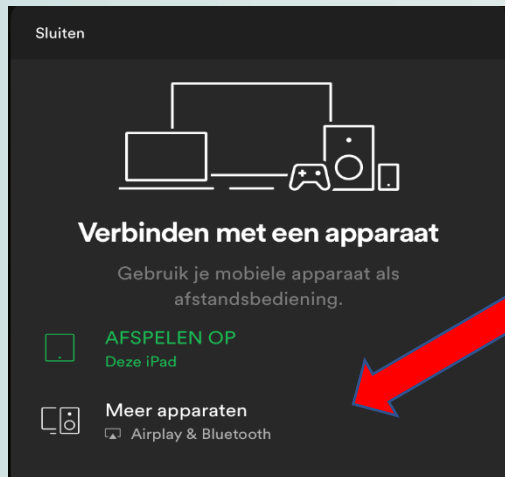 Sluiten
Verbinden met een apparaat
Gebruik je mobiele apparaat als
afstandsbediening.
AFSPELEN OP
Deze iPad
Meer apparaten
Airplay & Bluetooth